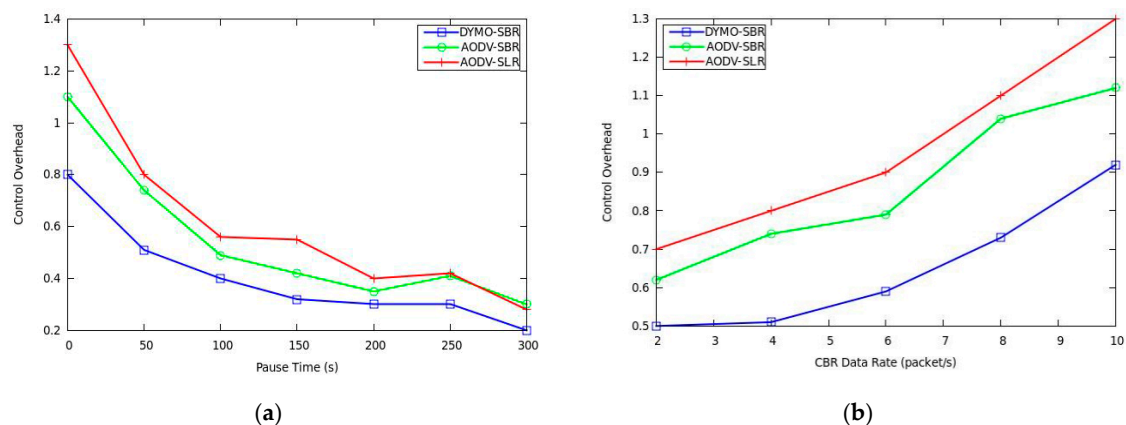 1.4
1.2
1
0.8
0.6
0.4
0.2
Control Overhead
DYMO-SBR
AODV-SBR
AODV-SLR
0 50 100 150 200 250 300
Pause Time (s)
(a)
1.3
1.2
1.1
1
0.9
0.8
0.7
0.6
0.5
Control Overhead
DYMO-SBR
AODV-SBR
AODV-SLR
2 3 4 5 6 7 8 9 10
CBR Data Rate (packet/s)
(b)